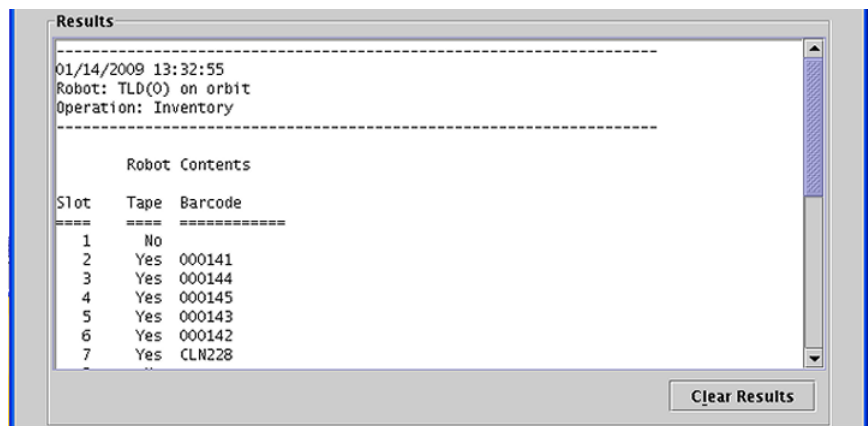 Results
--------------------------------------------------------------------
01/14/2009 13:32:55
Robot: TLD(0) on orbit
Operation: Inventory
--------------------------------------------------------------------
Robot Contents
Slot Tape Barcode
==== ==== ============
1 No
2 Yes 000141
3 Yes 000144
4 Yes 000145
5 Yes 000143
6 Yes 000142
7 Yes CLN228
Clear Results